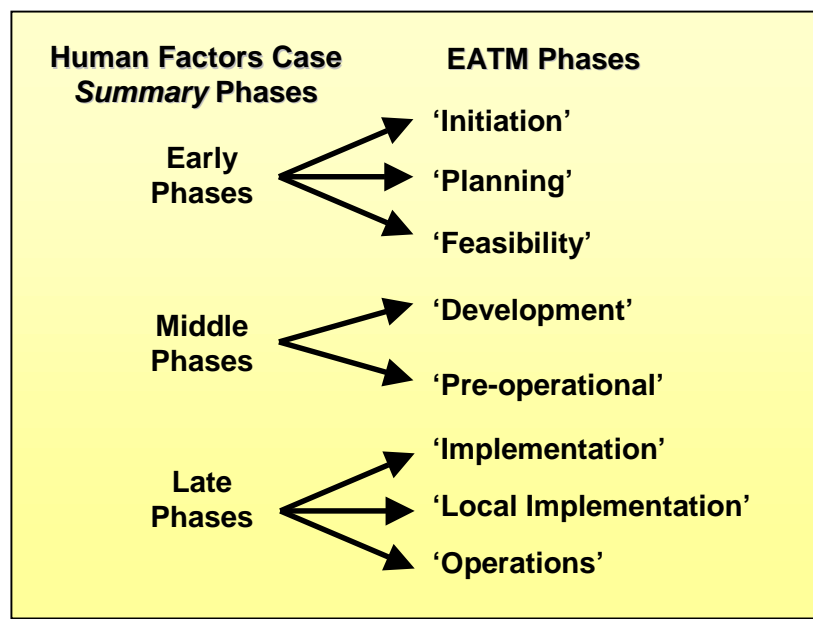 Human Factors Case
Summary Phases
EATM Phases
Early
Phases
‘Initiation’
‘Planning’
‘Feasibility’
Middle
Phases
‘Development’
‘Pre-operational’
Late
Phases
‘Implementation’
‘Local Implementation’
‘Operations’